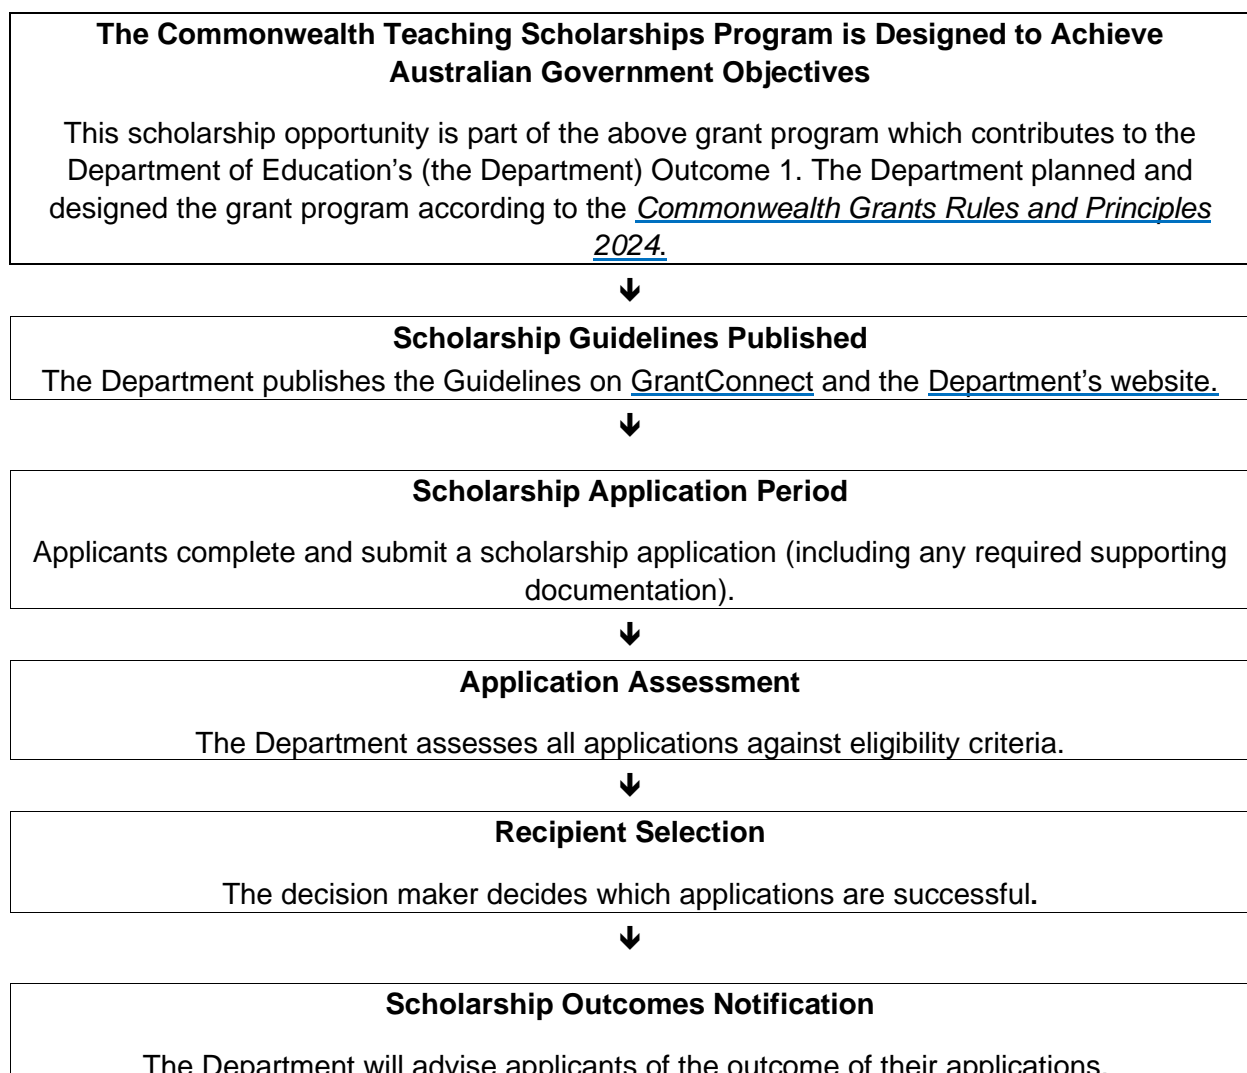 The Commonwealth Teaching Scholarships Program is Designed to Achieve
Australian Government Objectives
This scholarship opportunity is part of the above grant program which contributes to the
Department of Education’s (the Department) Outcome 1. The Department planned and
designed the grant program according to the Commonwealth Grants Rules and Principles
2024.
Scholarship Guidelines Published
The Department publishes the Guidelines on GrantConnect and the Department’s website.
Scholarship Application Period
Applicants complete and submit a scholarship application (including any required supporting
documentation).
Application Assessment
The Department assesses all applications against eligibility criteria.
Recipient Selection
The decision maker decides which applications are successful.
Scholarship Outcomes Notification
The Department will advise applicants of the outcome of their applications.